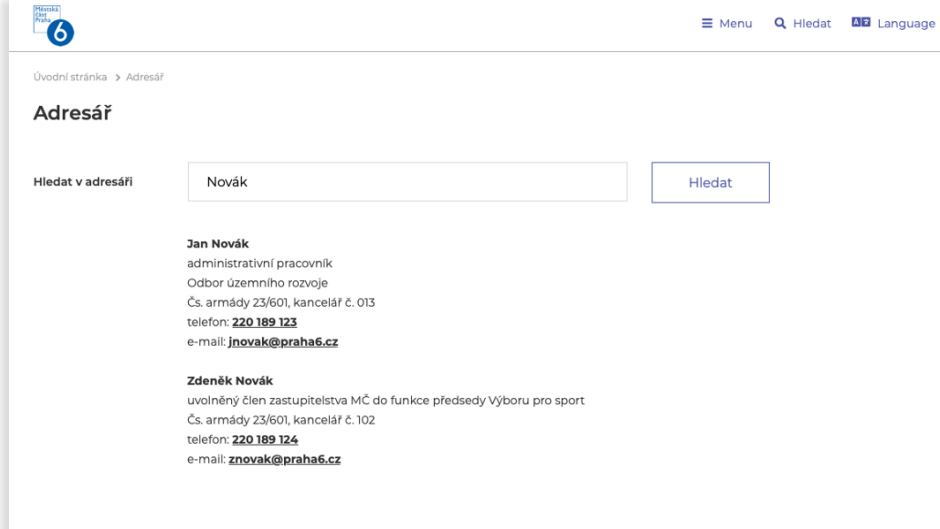 Městská
část
Praha
6
Menu
Hledat
Language
Úvodní stránka > Adresář
Adresář
Hledat v adresáři
Novák
Hledat
Jan Novák
administrativní pracovník
Odbor územního rozvoje
Čs. armády 23/601, kancelář č. 013
telefon: 220 189 123
e-mail: jnovak@praha6.cz
Zdeněk Novák
uvolněný člen zastupitelstva MČ do funkce předsedy Výboru pro sport
Čs. armády 23/601, kancelář č. 102
telefon: 220 189 124
e-mail: znovak@praha6.cz